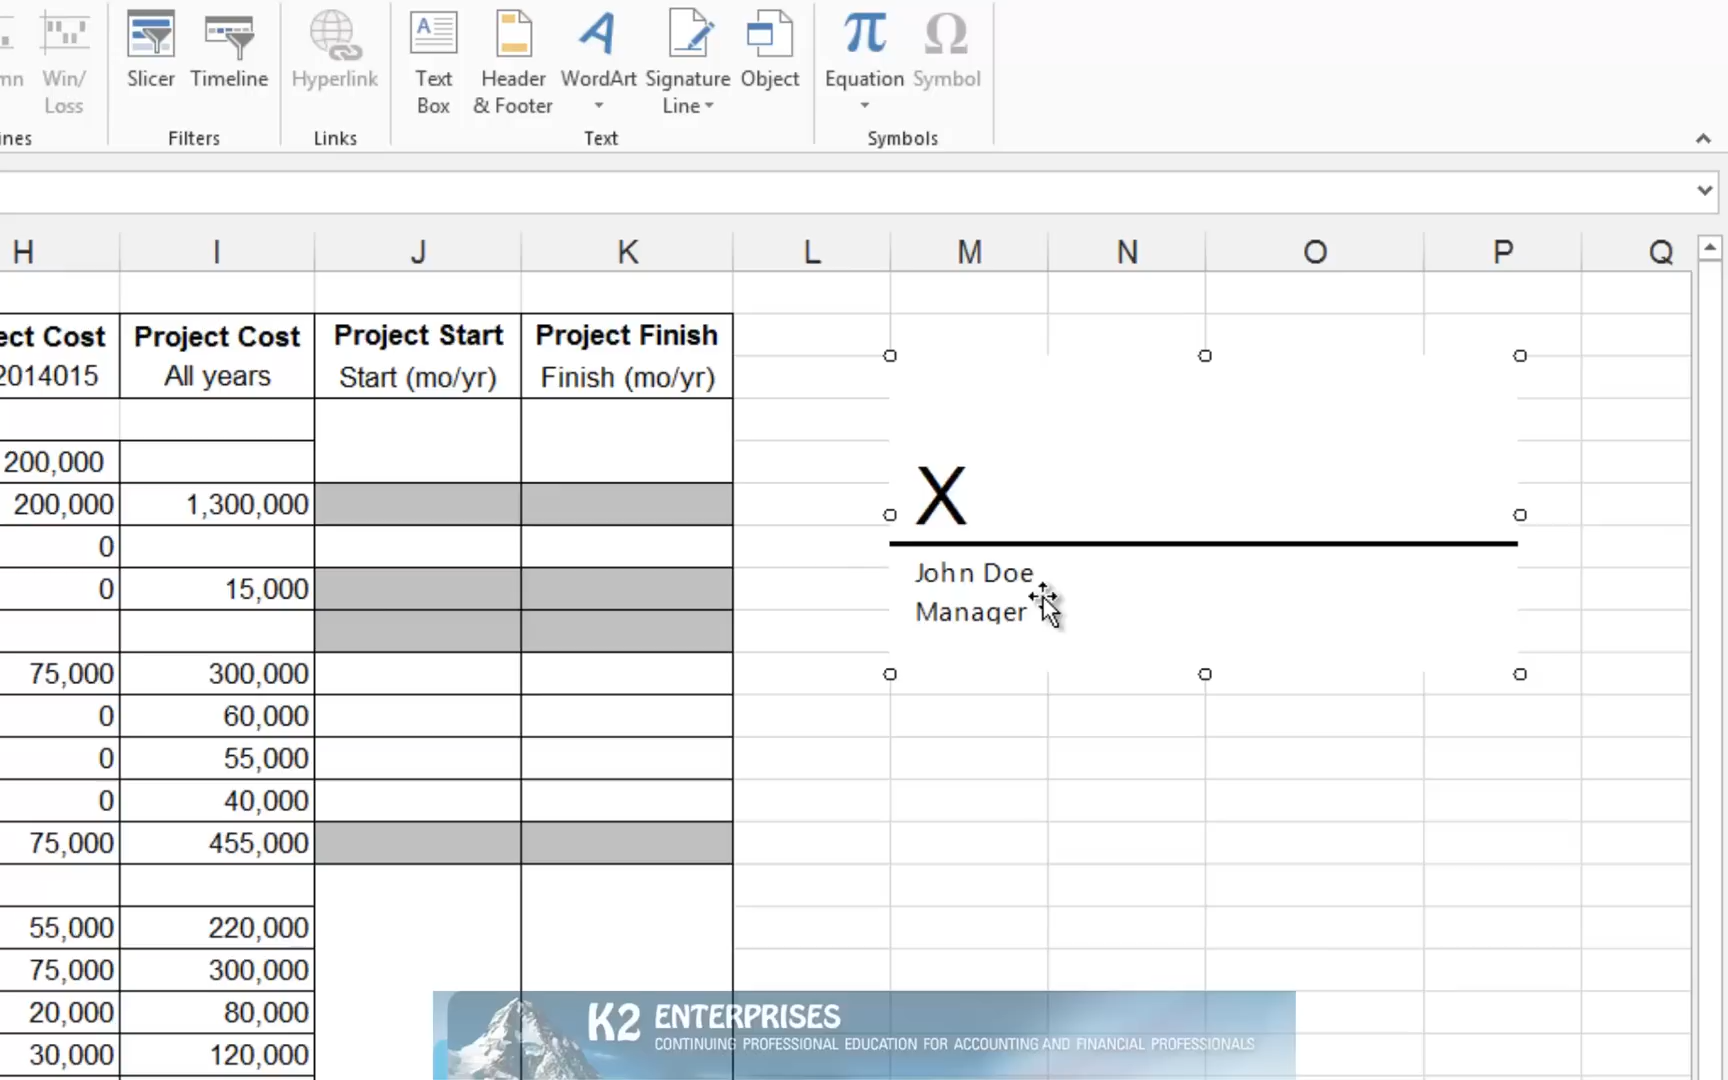 mn
Win/
Loss
Slicer
Timeline
Hyperlink
Text
Box
Header
& Footer
WordArt
Signature
Line
Object
Equation
Symbol
ines
Filters
Links
Text
Symbols
H I J K L M N O P Q
ect Cost Project Cost Project Start Project Finish
2014015 All years Start (mo/yr) Finish (mo/yr)
200,000
200,000 1,300,000
0
0 15,000
75,000 300,000
0 60,000
0 55,000
0 40,000
75,000 455,000
55,000 220,000
75,000 300,000
20,000 80,000
30,000 120,000
X
John Doe
Manager
K2 ENTERPRISES
CONTINUING PROFESSIONAL EDUCATION FOR ACCOUNTING AND FINANCIAL PROFESSIONALS